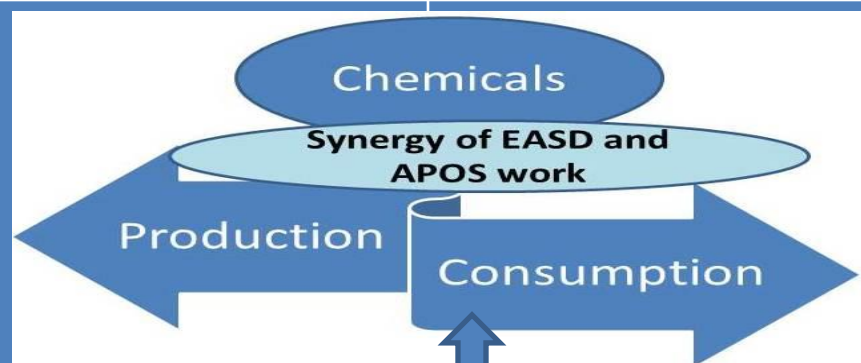 Chemicals
Synergy of EASD and
APOS work
Production
Consumption